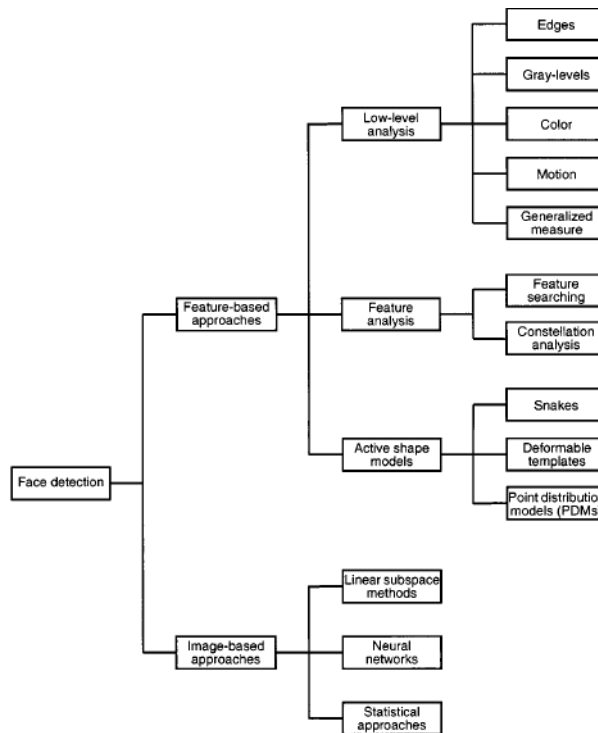 Edges
Gray-levels
Low-level
analysis
Color
Motion
Generalized
measure
Feature-based
approaches
Feature
analysis
Feature
searching
Constellation
analysis
Face detection
Active shape
models
Snakes
Deformable
templates
Point distributio
models (PDMs
Image-based
approaches
Linear subspace
methods
Neural
networks
Statistical
approaches